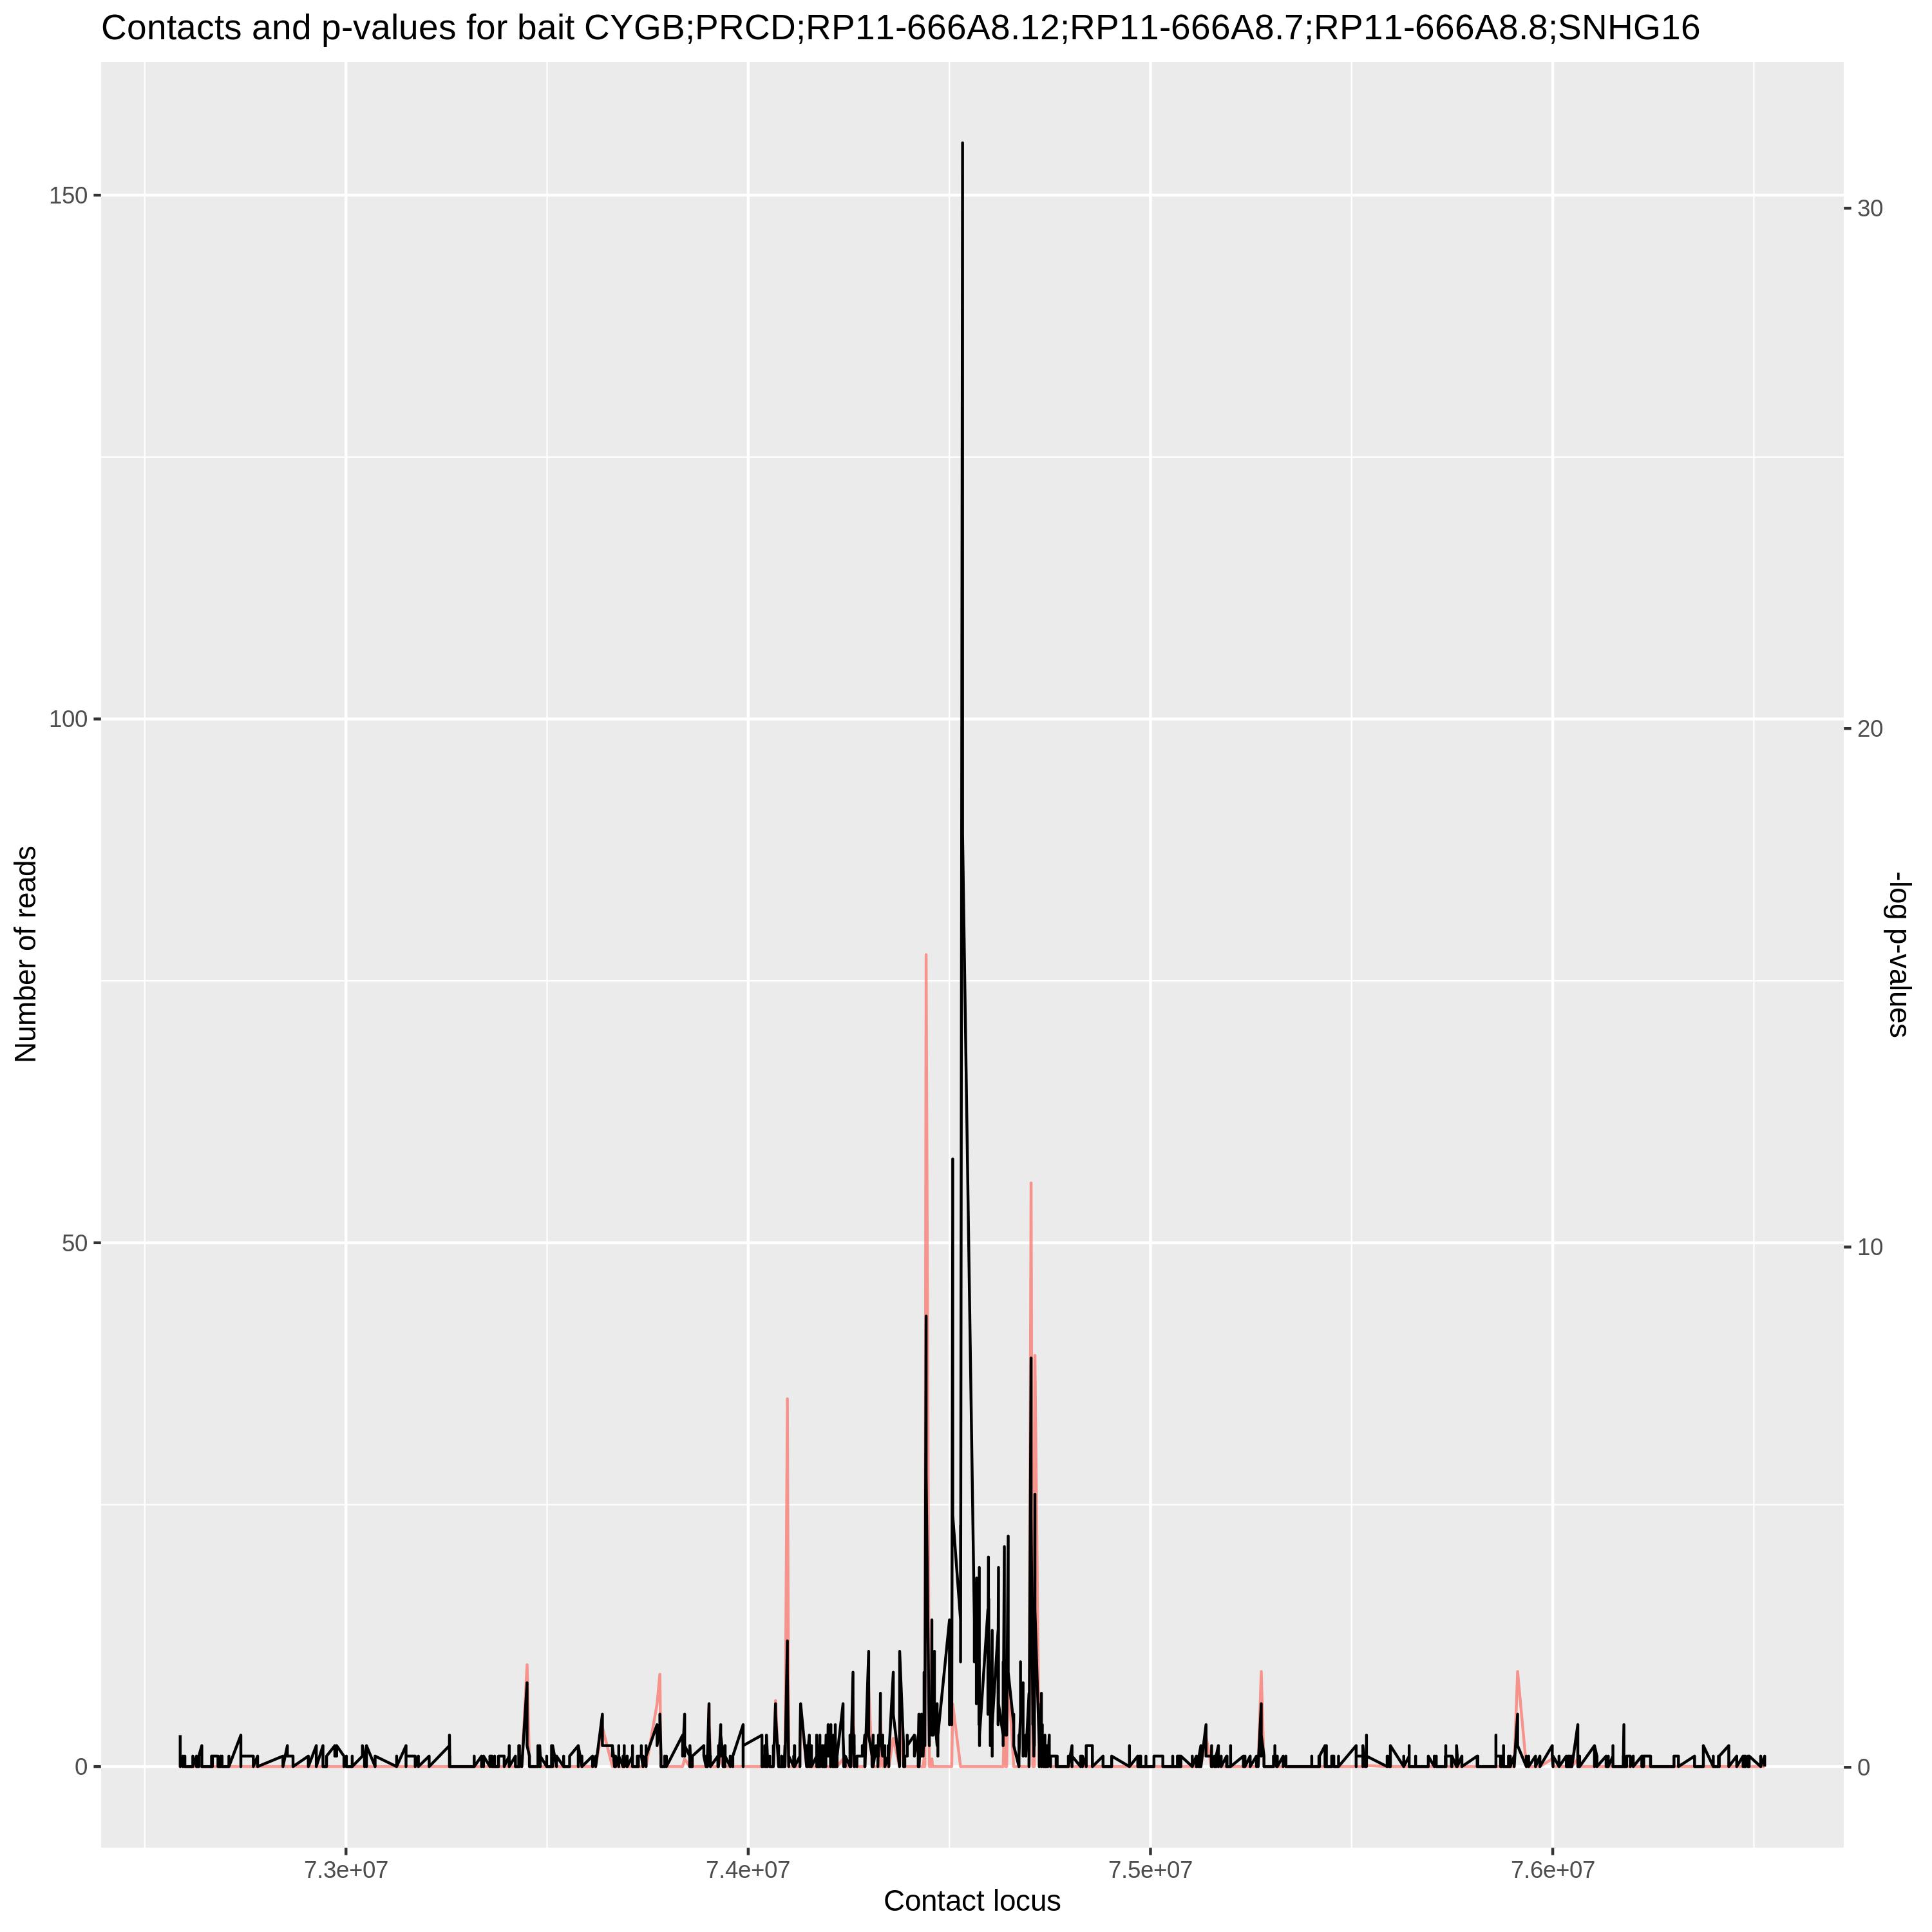 Contacts and p-values for bait CYGB;PRCD;RP11-666A8.12;RP11-666A8.7;RP11-666A8.8;SNHG16
150
100
50
0
Number of reads
30
20
10
0
-log p-values
7.3e+07
7.4e+07
7.5e+07
7.6e+07
Contact locus